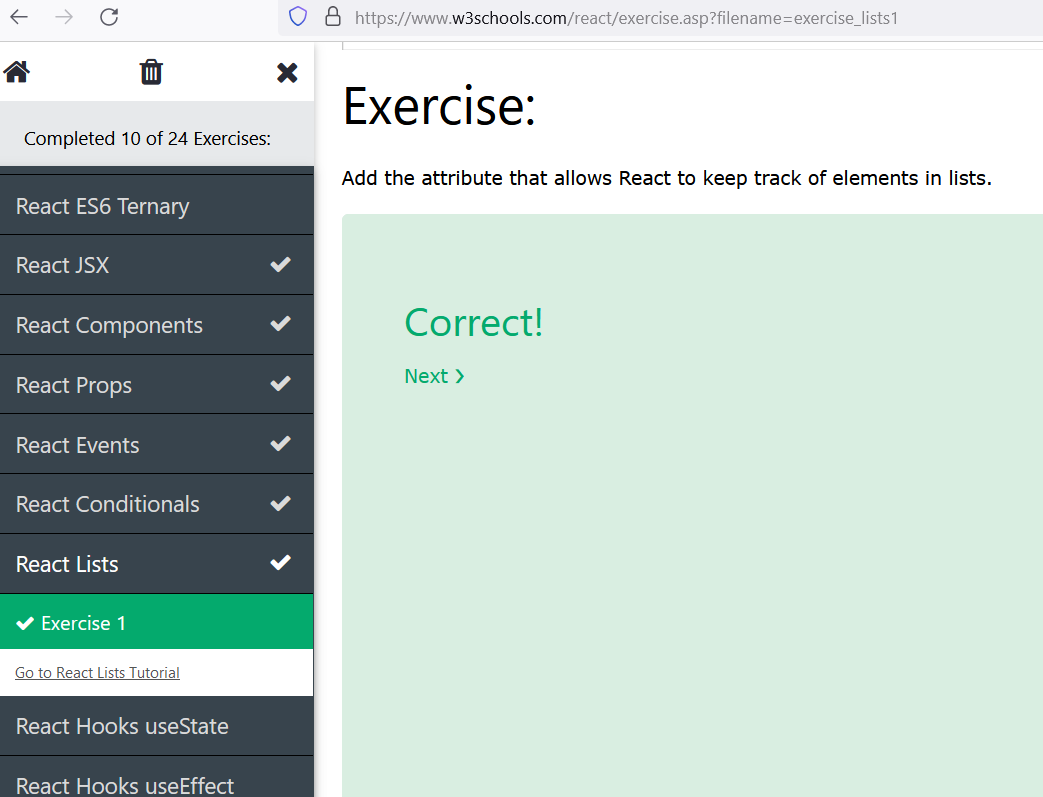 https://www.w3schools.com/react/exercise.asp?filename=exercise_lists1
Completed 10 of 24 Exercises:
React ES6 Ternary
React JSX
React Components
React Props
React Events
React Conditionals
React Lists
Exercise 1
Go to React Lists Tutorial
React Hooks useState
React Hooks useEffect
Exercise:
Add the attribute that allows React to keep track of elements in lists.
Correct!
Next ❯